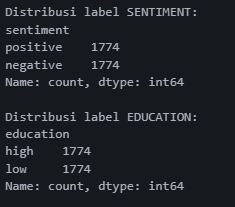 Distribusi label SENTIMENT:
sentiment
positive    1774
negative    1774
Name: count, dtype: int64

Distribusi label EDUCATION:
education
high    1774
low     1774
Name: count, dtype: int64